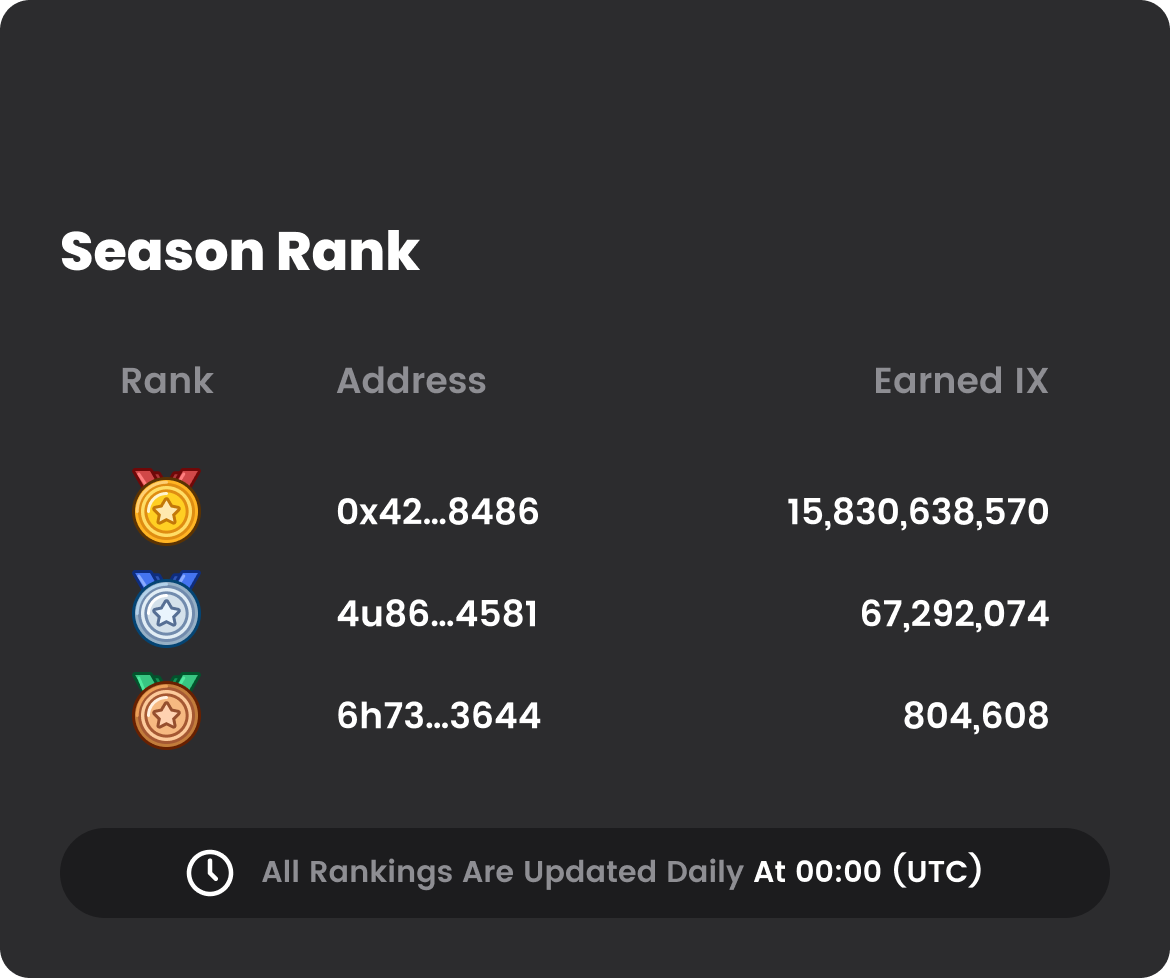 Season Rank
Rank Address Earned IX
0x42...8486 15,830,638,570
4u86...4581 67,292,074
6h73...3644 804,608
All Rankings Are Updated Daily At 00:00 (UTC)